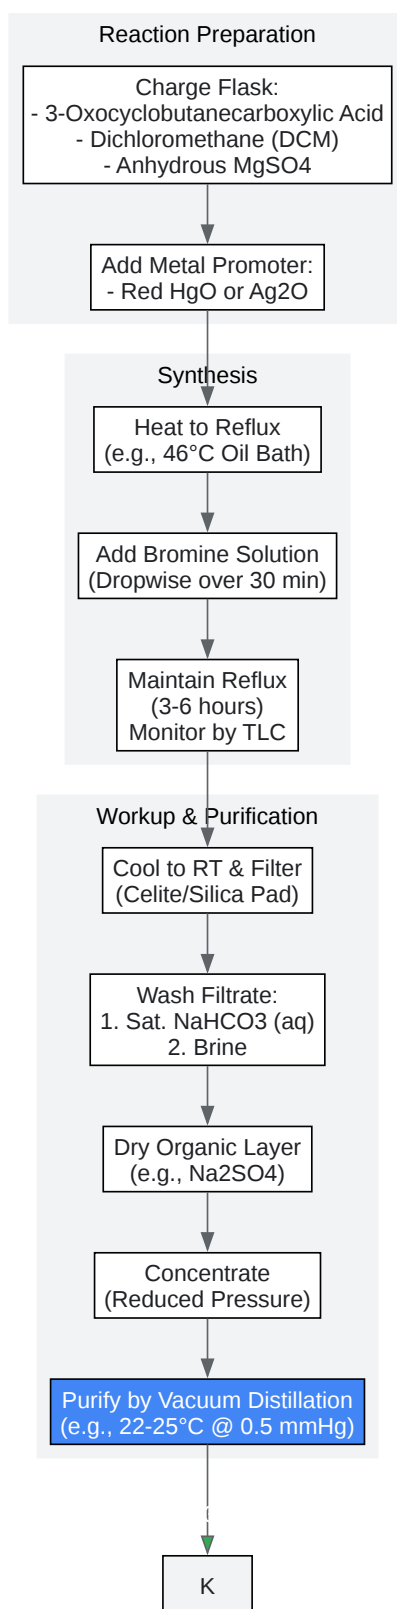 Reaction Preparation
Charge Flask:
- 3-Oxocyclobutanecarboxylic Acid
- Dichloromethane (DCM)
- Anhydrous MgSO4
Add Metal Promoter:
- Red HgO or Ag2O
Synthesis
Heat to Reflux
(e.g., 46°C Oil Bath)
Add Bromine Solution
(Dropwise over 30 min)
Maintain Reflux
(3-6 hours)
Monitor by TLC
Workup & Purification
Cool to RT & Filter
(Celite/Silica Pad)
Wash Filtrate:
1. Sat. NaHCO3 (aq)
2. Brine
Dry Organic Layer
(e.g., Na2SO4)
Concentrate
(Reduced Pressure)
Purify by Vacuum Distillation
(e.g., 22-25°C @ 0.5 mmHg)
K